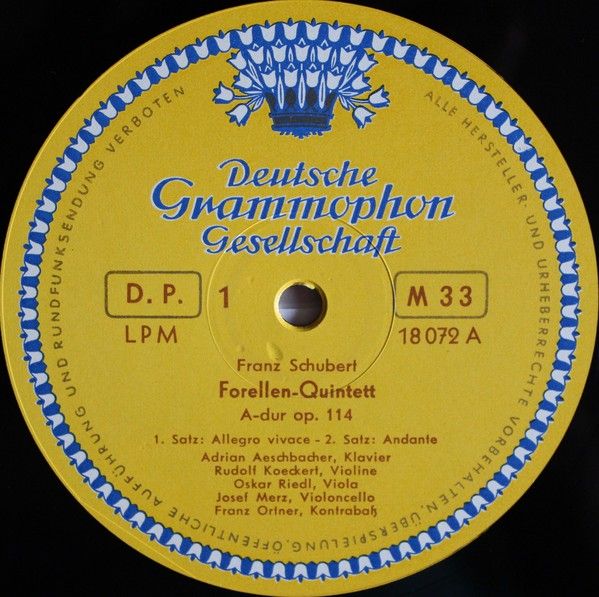 Deutsche
Grammophon
Gesellschaft
D. P. 1 M 33
LPM 18 072 A
Franz Schubert
Forellen-Quintett
A-dur op. 114
1. Satz: Allegro vivace - 2. Satz: Andante
Adrian Aeschbacher, Klavier
Rudolf Koeckert, Violine
Oskar Riedl, Viola
Josef Merz, Violoncello
Franz Ortner, Kontrabaß
ALLE HERSTELLER- UND URHEBERRECHTE VORBEHALTEN. ÜBERSPIELUNG, ÖFFENTLICHE AUFFÜHRUNG UND RUNDFUNKSENDUNG VERBOTEN